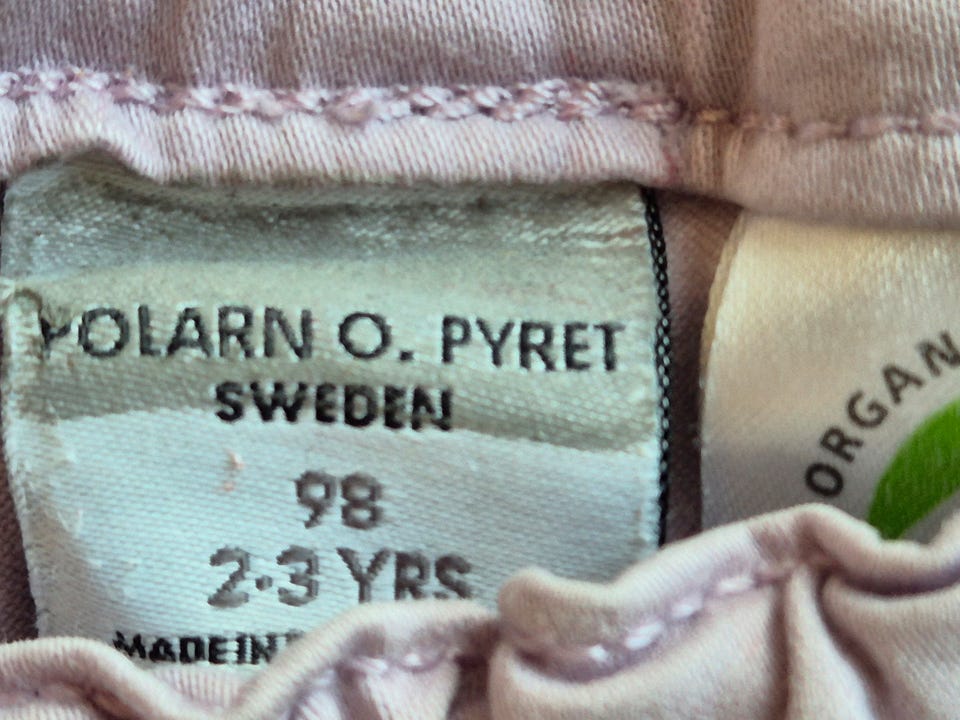 POLARN O. PYRET
SWEDEN
98
2-3 YRS
MADE IN
ORGAN